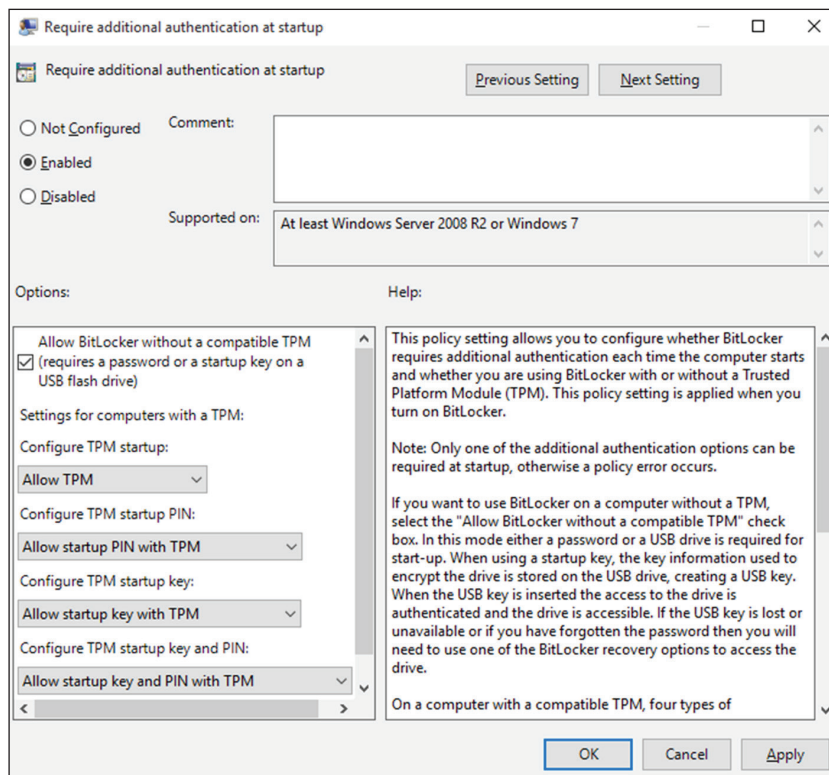 Require additional authentication at startup
Require additional authentication at startup
Previous Setting
Next Setting
Not Configured
Enabled
Disabled
Comment:
Supported on:
At least Windows Server 2008 R2 or Windows 7
Options:
Help:
Allow BitLocker without a compatible TPM
(requires a password or a startup key on a
USB flash drive)
Settings for computers with a TPM:
Configure TPM startup:
Allow TPM
Configure TPM startup PIN:
Allow startup PIN with TPM
Configure TPM startup key:
Allow startup key with TPM
Configure TPM startup key and PIN:
Allow startup key and PIN with TPM
This policy setting allows you to configure whether BitLocker
requires additional authentication each time the computer starts
and whether you are using BitLocker with or without a Trusted
Platform Module (TPM). This policy setting is applied when you
turn on BitLocker.
Note: Only one of the additional authentication options can be
required at startup, otherwise a policy error occurs.
If you want to use BitLocker on a computer without a TPM,
select the "Allow BitLocker without a compatible TPM" check
box. In this mode either a password or a USB drive is required for
start-up. When using a startup key, the key information used to
encrypt the drive is stored on the USB drive, creating a USB key.
When the USB key is inserted the access to the drive is
authenticated and the drive is accessible. If the USB key is lost or
unavailable or if you have forgotten the password then you will
need to use one of the BitLocker recovery options to access the
drive.
On a computer with a compatible TPM, four types of
OK
Cancel
Apply